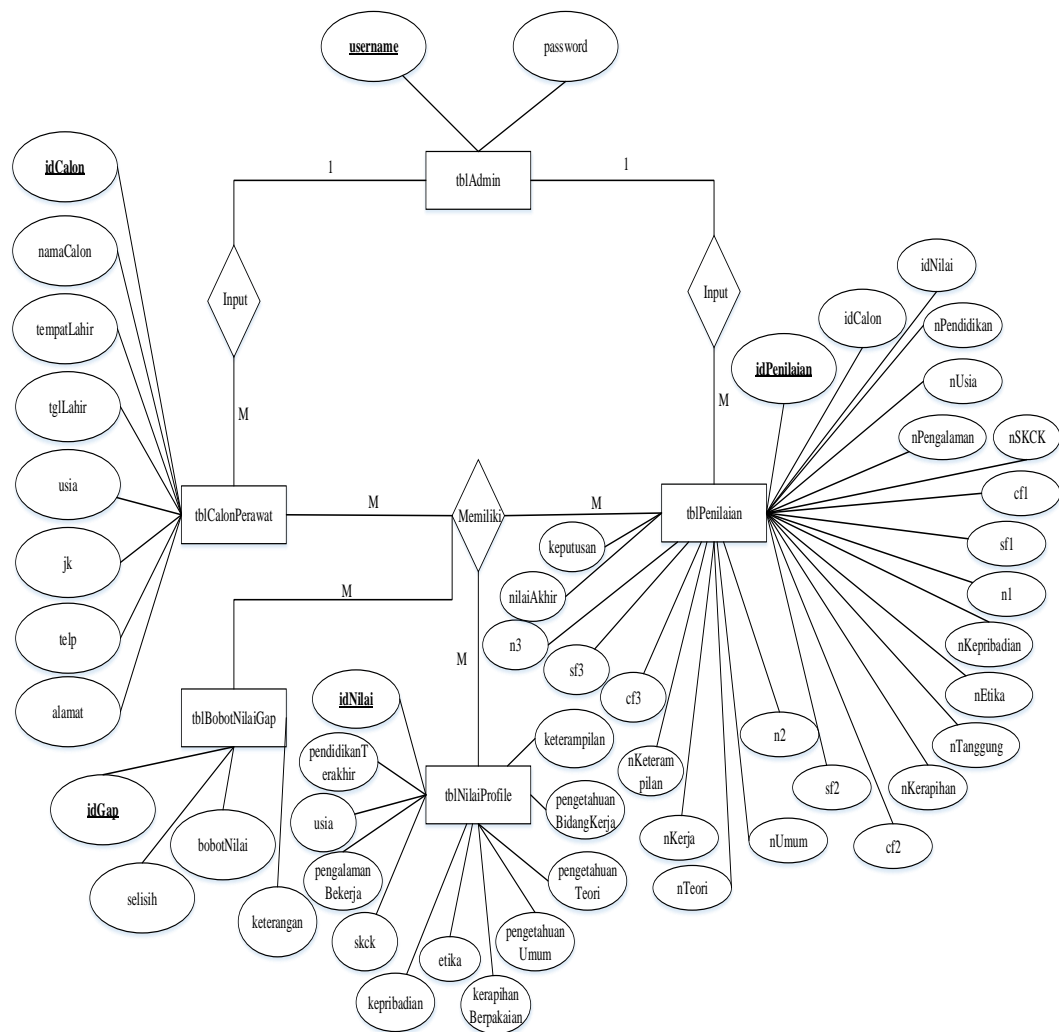 username
password
idCalon
1
tblAdmin
1
namaCalon
Input
Input
idNilai
idCalon
nPendidikan
tempatLahir
idPenilaian
nUsia
M
M
tglLahir
nPengalaman
nSKCK
usia
tblCalonPerawat
M
Memiliki
M
tblPenilaian
cf1
sf1
keputusan
jk
nilaiAkhir
n1
M
telp
n3
M
nKepribadian
sf3
cf3
nEtika
alamat
tblBobotNilaiGap
idNilai
keterampilan
n2
nTanggung
pendidikanT
erakhir
nKeteram
pilan
sf2
nKerapihan
tblNilaiProfile
idGap
bobotNilai
usia
pengetahuan
BidangKerja
nKerja
nUmum
cf2
pengalaman
Bekerja
pengetahuan
Teori
nTeori
selisih
keterangan
skck
etika
pengetahuan
Umum
kepribadian
kerapihan
Berpakaian